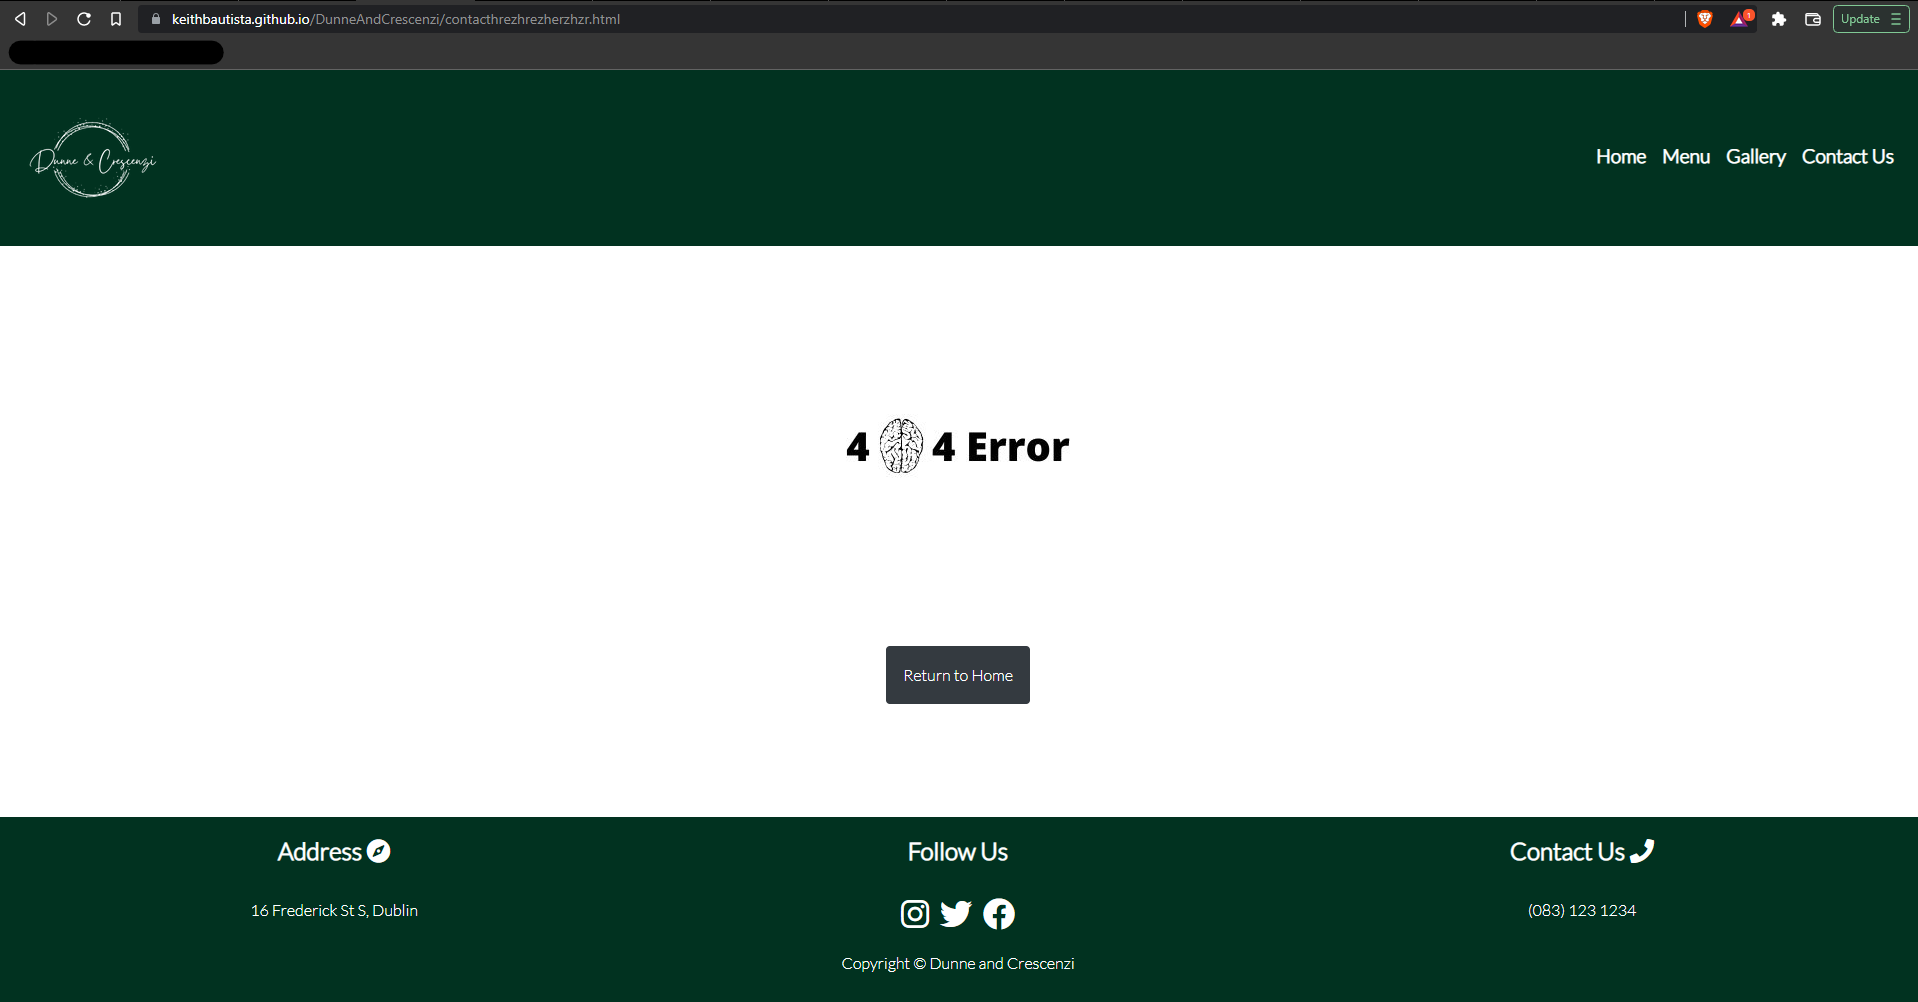 keithbautista.github.io/DunneAndCrescenzi/contacthrezhrezherzhzr.html
1
Update
Dunne & Crescenzi
Home Menu Gallery Contact Us
4 4 Error
Return to Home
Address
16 Frederick St S, Dublin
Follow Us
Copyright © Dunne and Crescenzi
Contact Us
(083) 123 1234